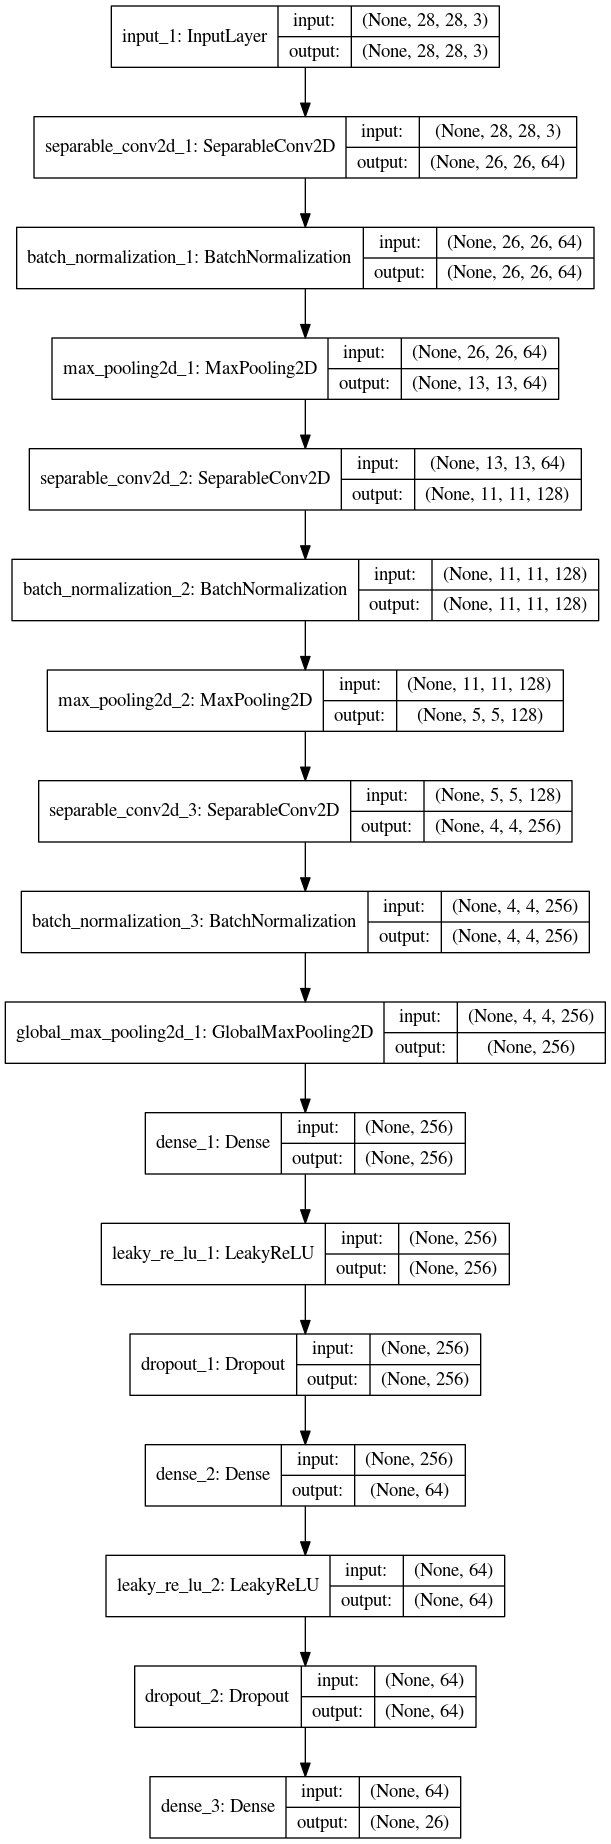 input_1: InputLayer
input: (None, 28, 28, 3)
output: (None, 28, 28, 3)
separable_conv2d_1: SeparableConv2D
input: (None, 28, 28, 3)
output: (None, 26, 26, 64)
batch_normalization_1: BatchNormalization
input: (None, 26, 26, 64)
output: (None, 26, 26, 64)
max_pooling2d_1: MaxPooling2D
input: (None, 26, 26, 64)
output: (None, 13, 13, 64)
separable_conv2d_2: SeparableConv2D
input: (None, 13, 13, 64)
output: (None, 11, 11, 128)
batch_normalization_2: BatchNormalization
input: (None, 11, 11, 128)
output: (None, 11, 11, 128)
max_pooling2d_2: MaxPooling2D
input: (None, 11, 11, 128)
output: (None, 5, 5, 128)
separable_conv2d_3: SeparableConv2D
input: (None, 5, 5, 128)
output: (None, 4, 4, 256)
batch_normalization_3: BatchNormalization
input: (None, 4, 4, 256)
output: (None, 4, 4, 256)
global_max_pooling2d_1: GlobalMaxPooling2D
input: (None, 4, 4, 256)
output: (None, 256)
dense_1: Dense
input: (None, 256)
output: (None, 256)
leaky_re_lu_1: LeakyReLU
input: (None, 256)
output: (None, 256)
dropout_1: Dropout
input: (None, 256)
output: (None, 256)
dense_2: Dense
input: (None, 256)
output: (None, 64)
leaky_re_lu_2: LeakyReLU
input: (None, 64)
output: (None, 64)
dropout_2: Dropout
input: (None, 64)
output: (None, 64)
dense_3: Dense
input: (None, 64)
output: (None, 26)